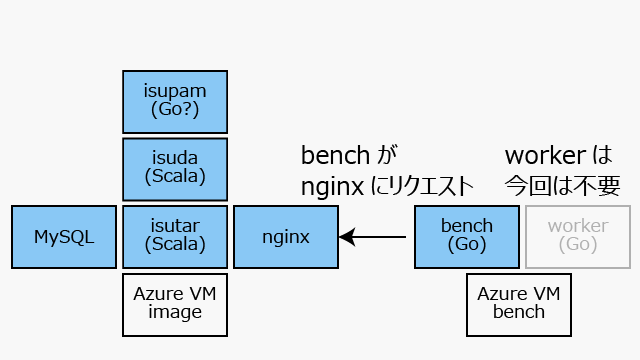 isupam
(Go?)
isuda
(Scala)
bench が
nginx にリクエスト
worker は
今回は不要
MySQL
isutar
(Scala)
nginx
bench
(Go)
worker
(Go)
Azure VM
image
Azure VM
bench